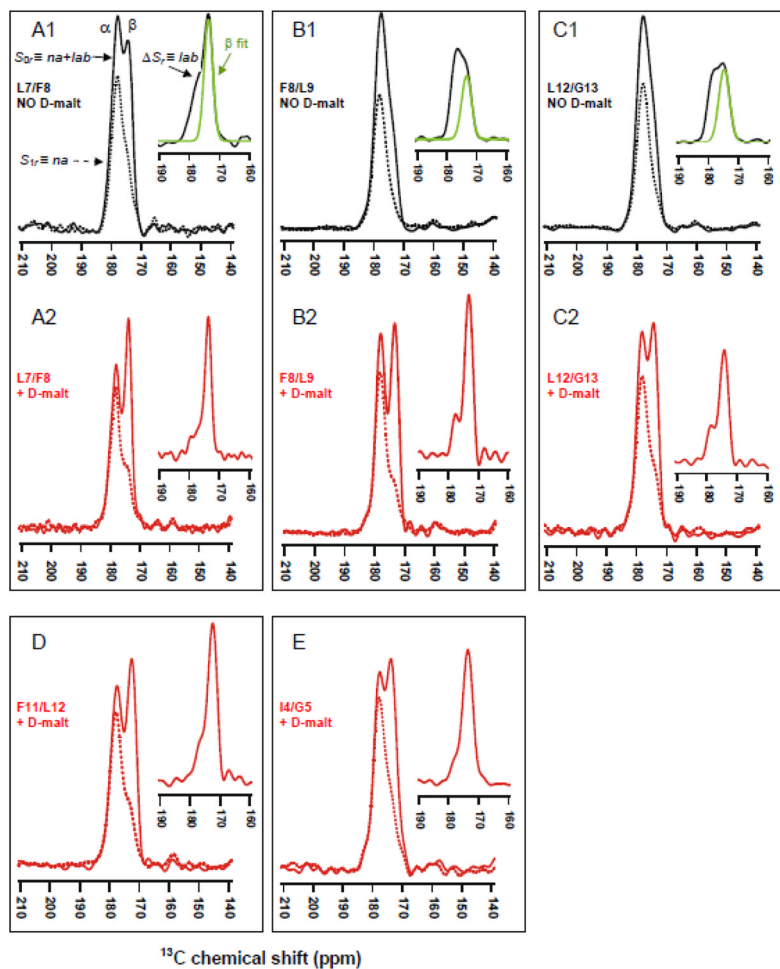 A1
α β
S0r ≡ na+lab
ΔSr ≡ lab
β fit
L7/F8
NO D-malt
S1r ≡ na
190 180 170 160
210 200 190 180 170 160 150 140
B1
F8/L9
NO D-malt
190 180 170 160
210 200 190 180 170 160 150 140
C1
L12/G13
NO D-malt
190 180 170 160
210 200 190 180 170 160 150 140
A2
L7/F8
+ D-malt
190 180 170 160
210 200 190 180 170 160 150 140
B2
F8/L9
+ D-malt
190 180 170 160
210 200 190 180 170 160 150 140
C2
L12/G13
+ D-malt
190 180 170 160
210 200 190 180 170 160 150 140
D
F11/L12
+ D-malt
190 180 170 160
210 200 190 180 170 160 150 140
E
I4/G5
+ D-malt
190 180 170 160
210 200 190 180 170 160 150 140
¹³C chemical shift (ppm)